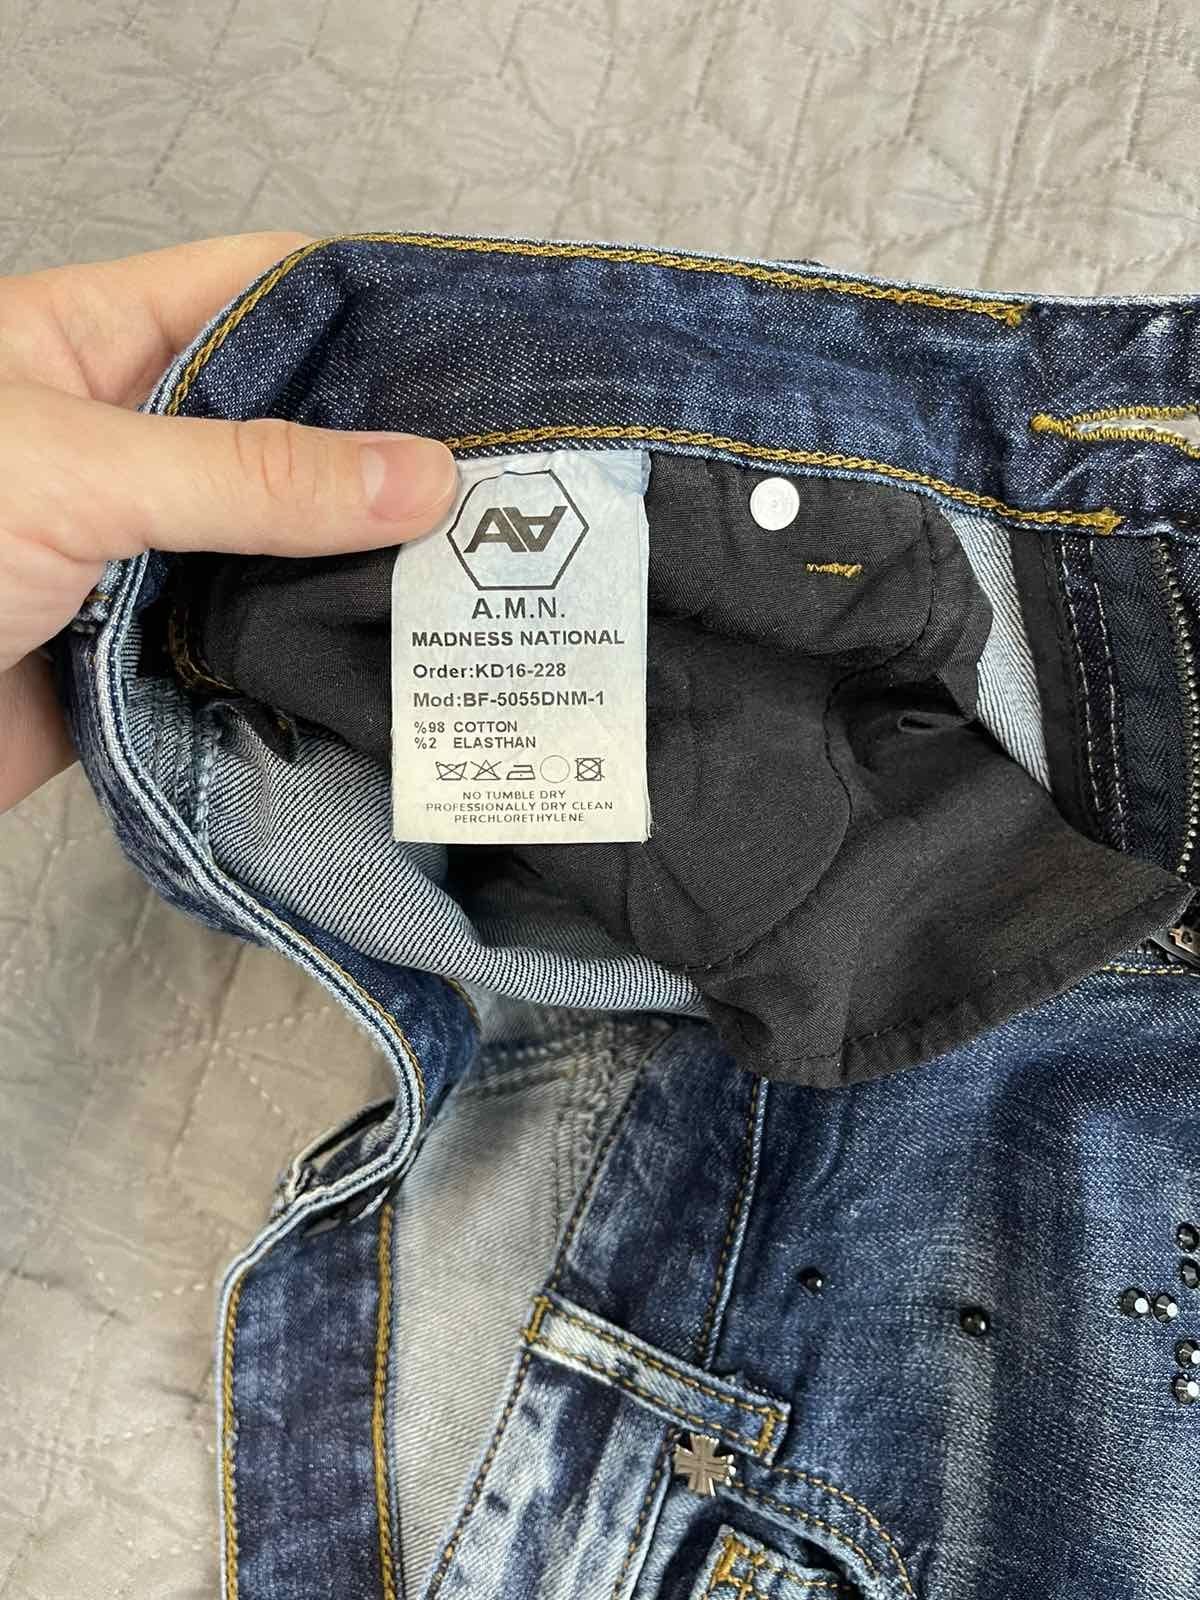 A.M.N.
MADNESS NATIONAL
Order:KD16-228
Mod:BF-5055DNM-1
%98 COTTON
%2 ELASTHAN
NO TUMBLE DRY
PROFESSIONALLY DRY CLEAN
PERCHLORETHYLENE